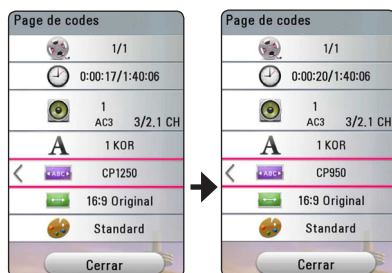 Page de codes
1/1
0:00:17/1:40:06
1
AC3 3/2.1 CH
A 1 KOR
ABC CP1250
16:9 Original
Standard
Cerrar
Page de codes
1/1
0:00:20/1:40:06
1
AC3 3/2.1 CH
A 1 KOR
ABC CP950
16:9 Original
Standard
Cerrar